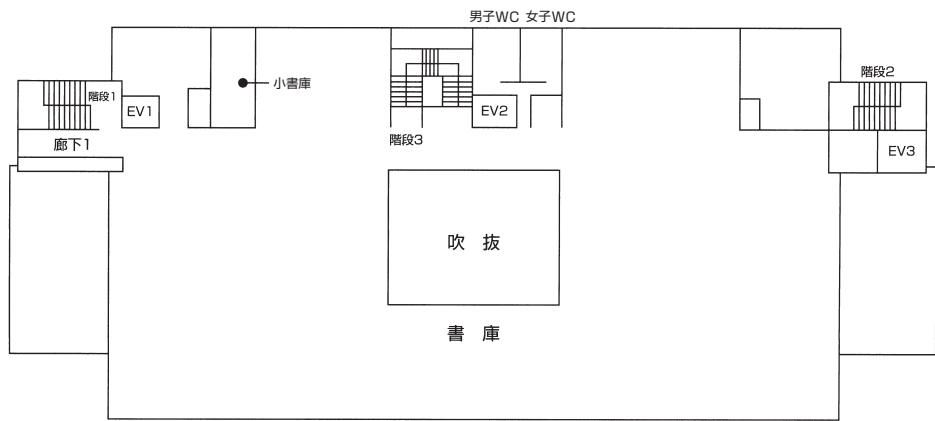 男子WC 女子WC
小書庫
階段1
EV1
廊下1
階段3
EV2
階段2
EV3
吹 抜
書 庫